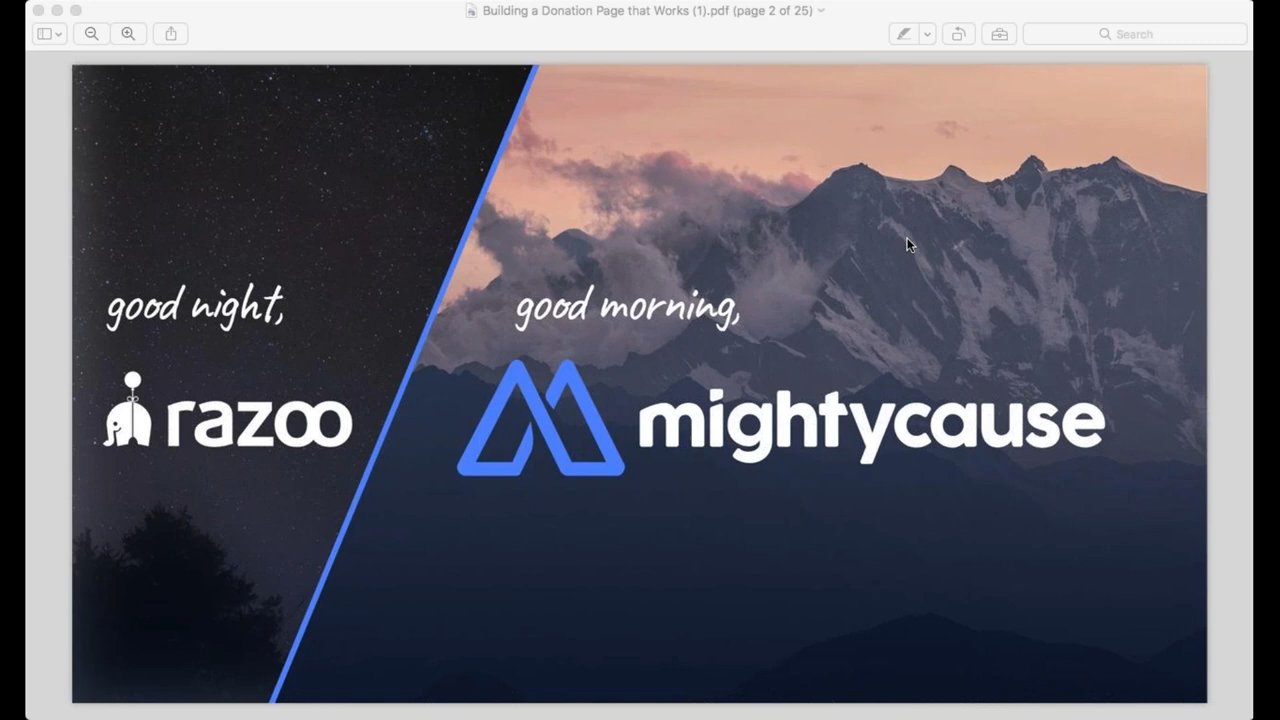 Building a Donation Page that Works (1).pdf (page 2 of 25)
Search
good night,
razoo
good morning,
mightycause